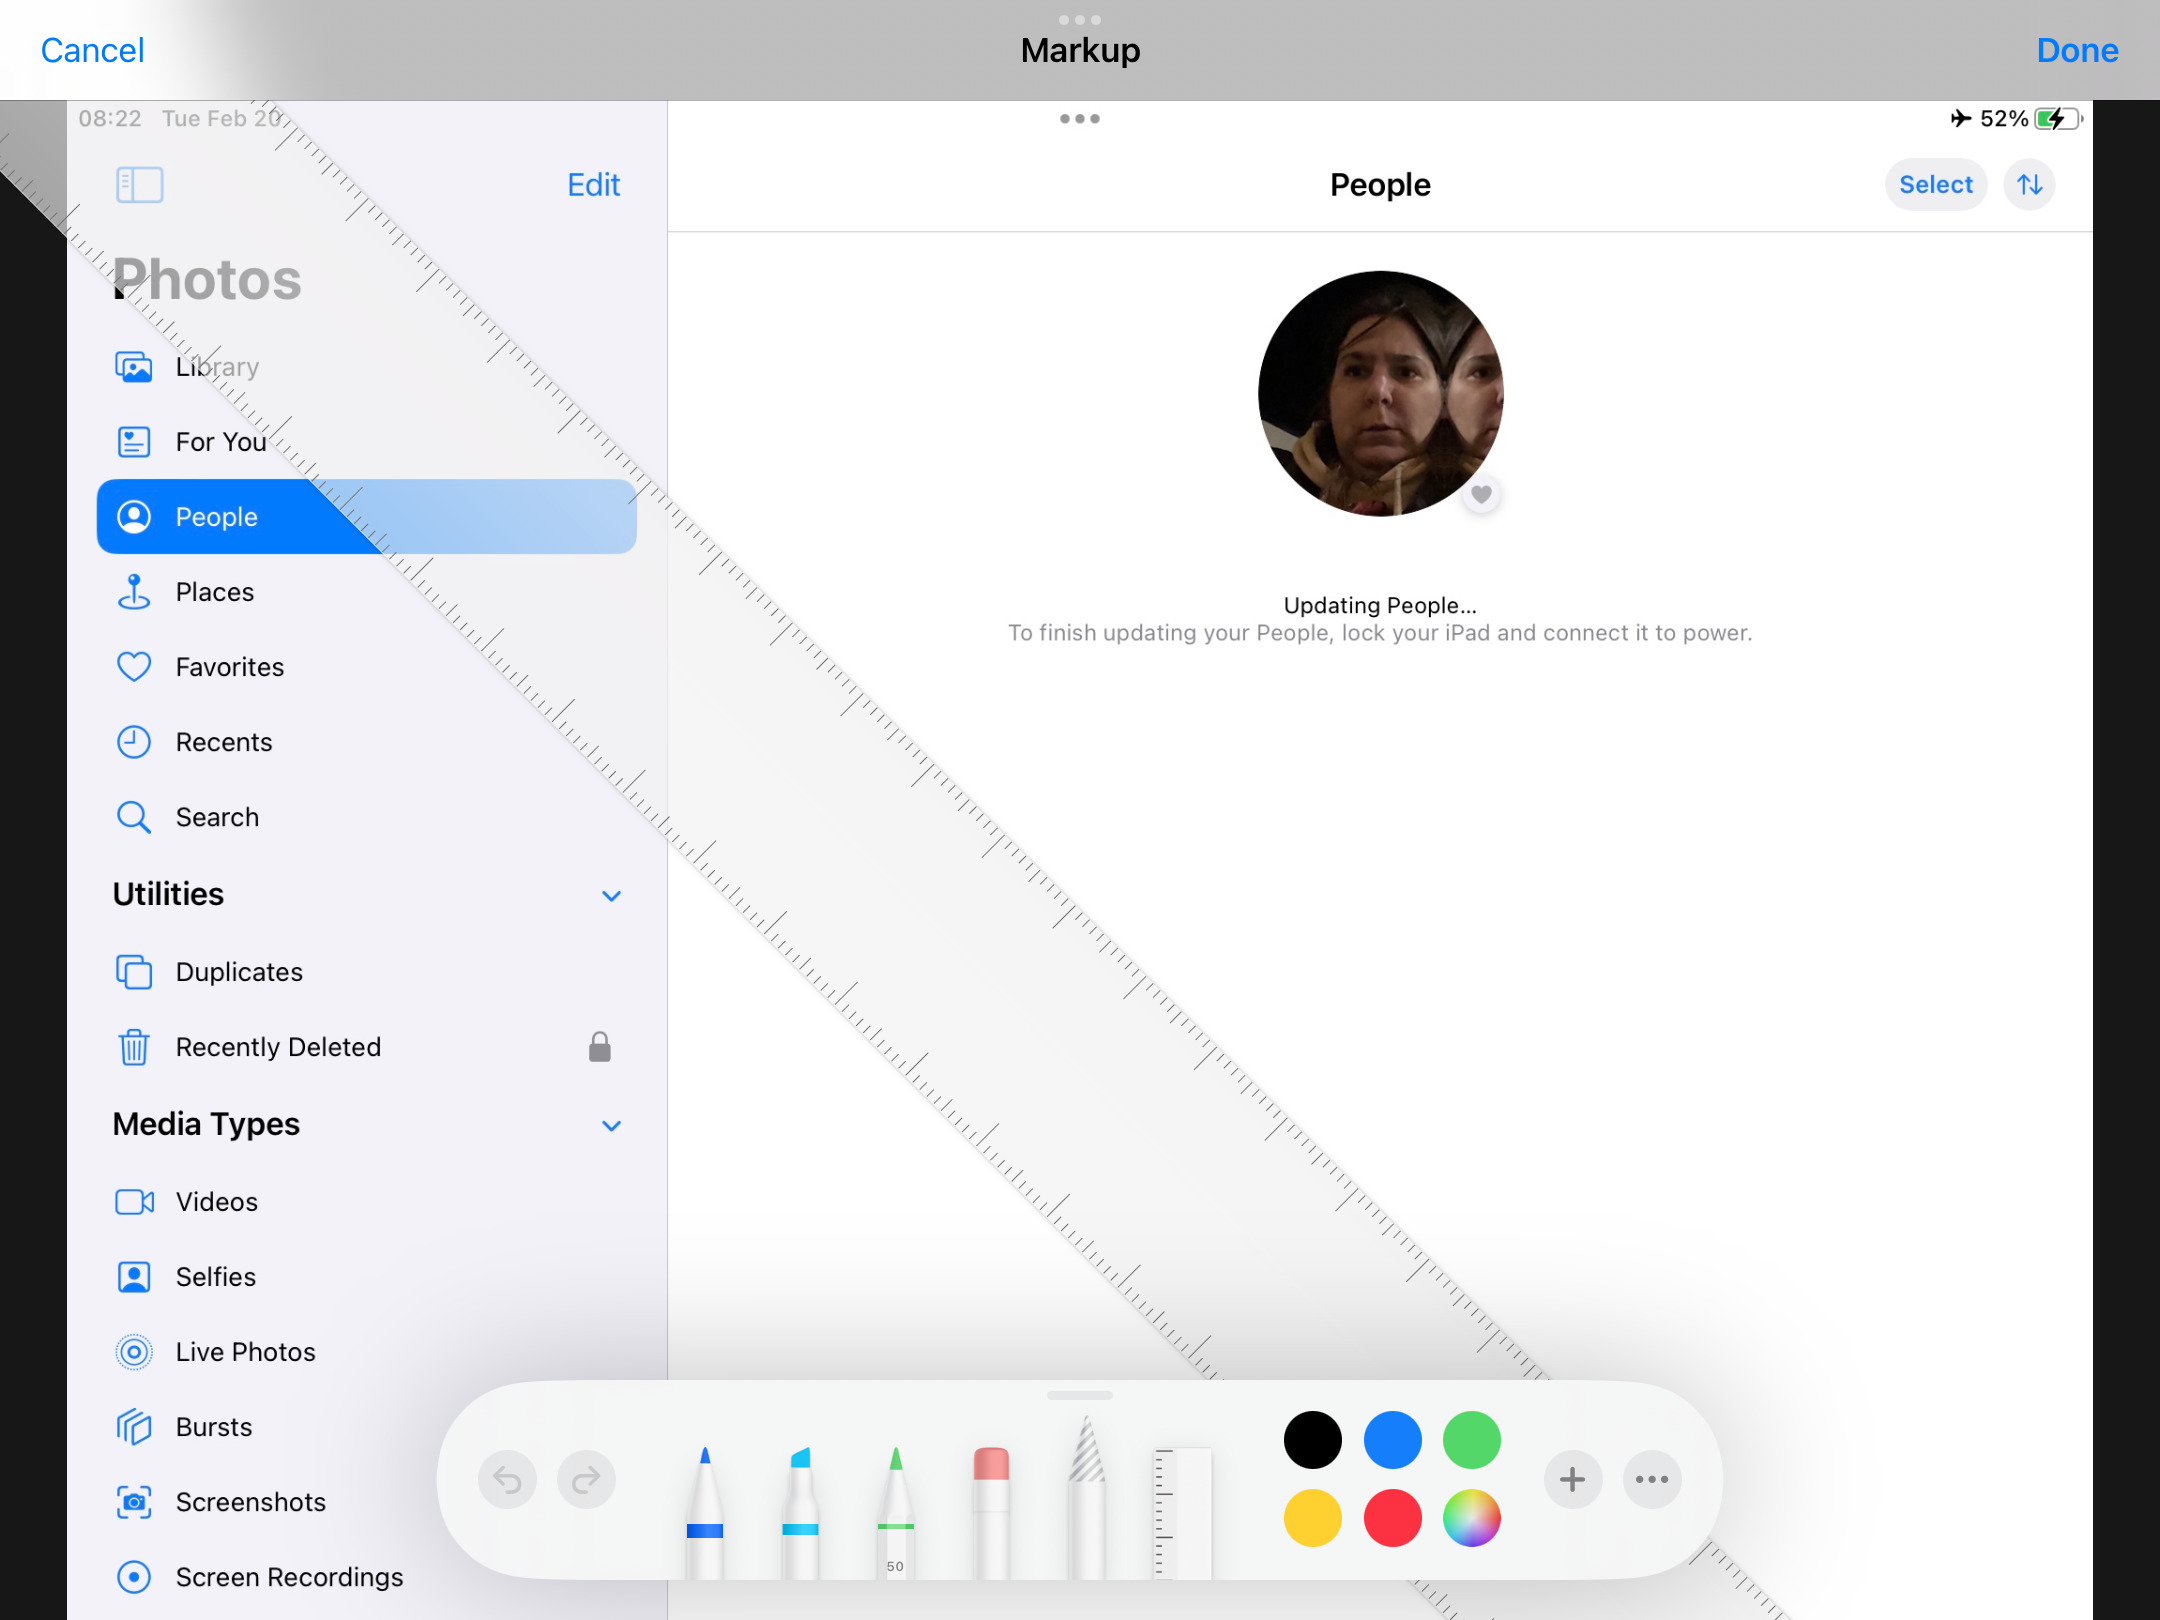 Cancel
Markup
Done
08:22 Tue Feb 20
52%
Edit
People
Select
Photos
Library
For You
People
Places
Favorites
Recents
Search
Utilities
Duplicates
Recently Deleted
Media Types
Videos
Selfies
Live Photos
Bursts
Screenshots
Screen Recordings
Updating People...
To finish updating your People, lock your iPad and connect it to power.
50